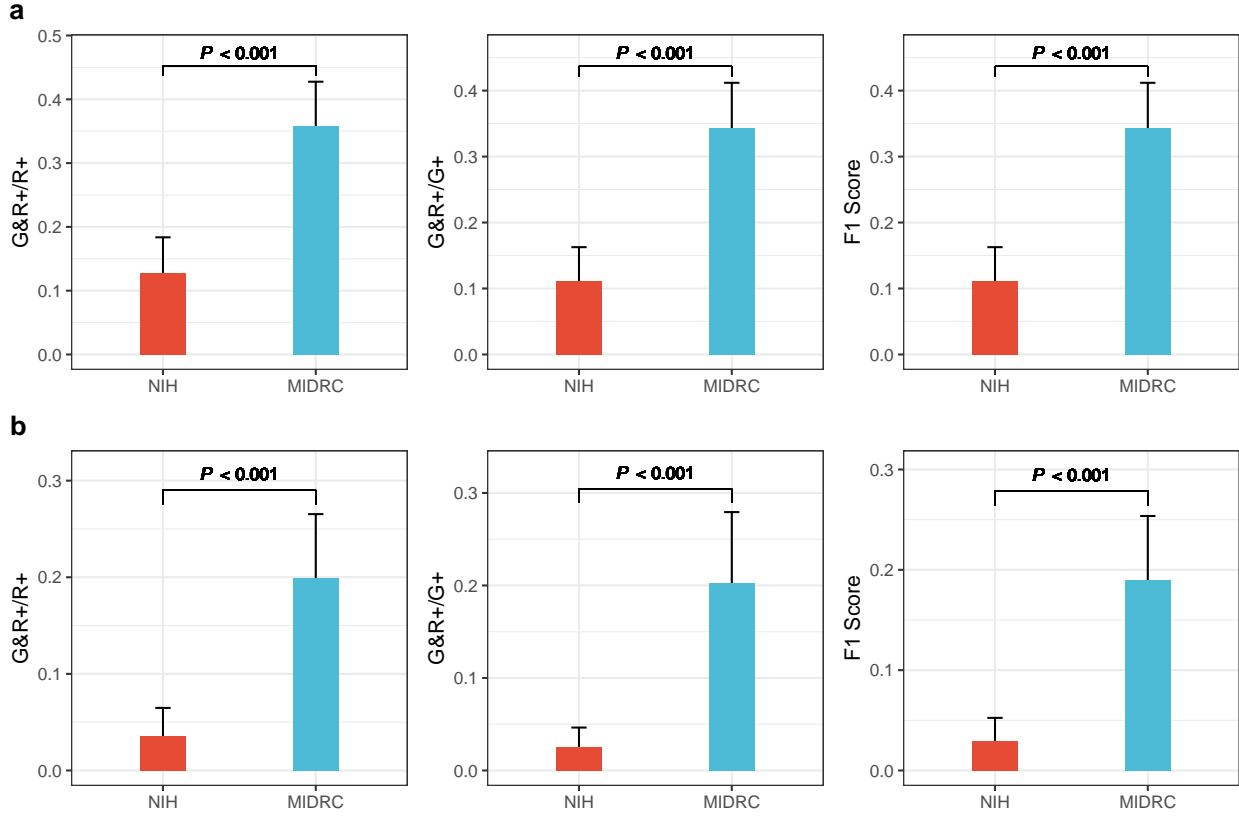 a
P < 0.001
P < 0.001
P < 0.001
G&R+/R+
0.5
0.4
0.3
0.2
0.1
0.0
NIH
MIDRC
G&R+/G+
0.4
0.3
0.2
0.1
0.0
NIH
MIDRC
F1 Score
0.4
0.3
0.2
0.1
0.0
NIH
MIDRC
b
P < 0.001
P < 0.001
P < 0.001
G&R+/R+
0.3
0.2
0.1
0.0
NIH
MIDRC
G&R+/G+
0.3
0.2
0.1
0.0
NIH
MIDRC
F1 Score
0.3
0.2
0.1
0.0
NIH
MIDRC